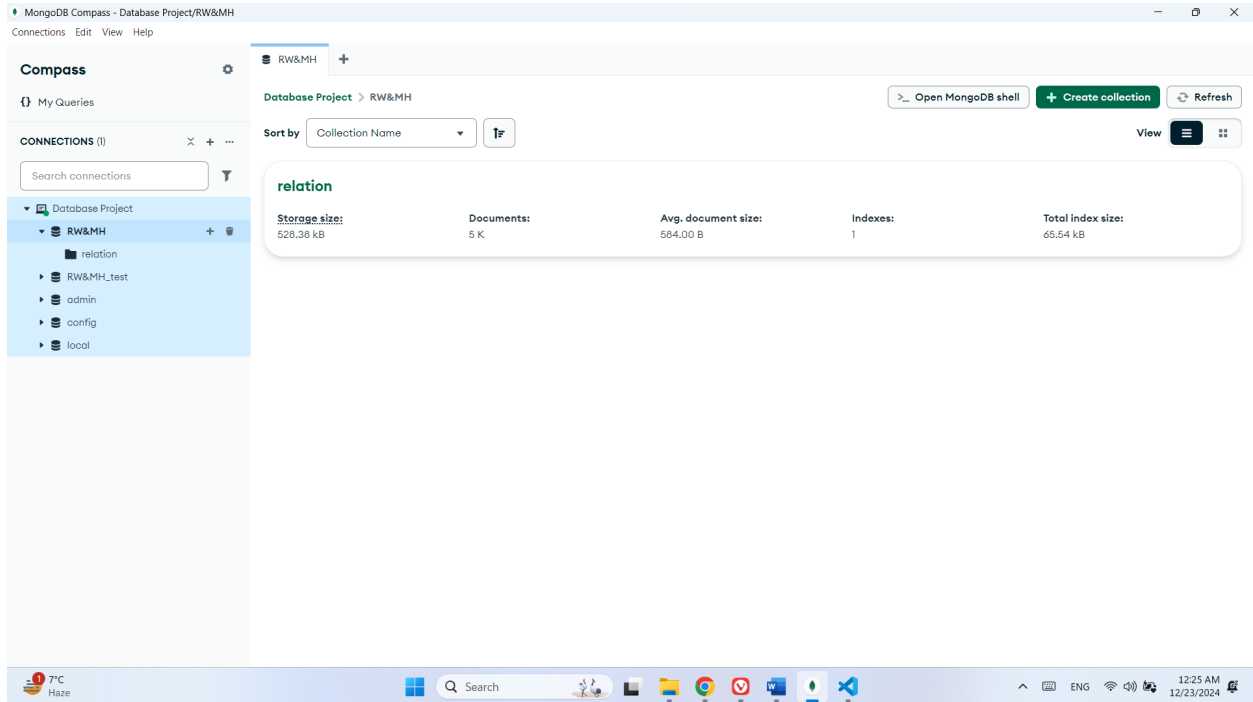 MongoDB Compass - Database Project/RW&MH
Connections Edit View Help
Compass
{} My Queries
CONNECTIONS (1)
Search connections
Database Project
RW&MH
relation
RW&MH_test
admin
config
local
RW&MH
Database Project > RW&MH
>_ Open MongoDB shell
+ Create collection
Refresh
Sort by Collection Name
View
relation
Storage size: Documents: Avg. document size: Indexes: Total index size:
528.38 kB 5 K 584.00 B 1 65.54 kB
1
7°C
Haze
Search
ENG
12:25 AM
12/23/2024